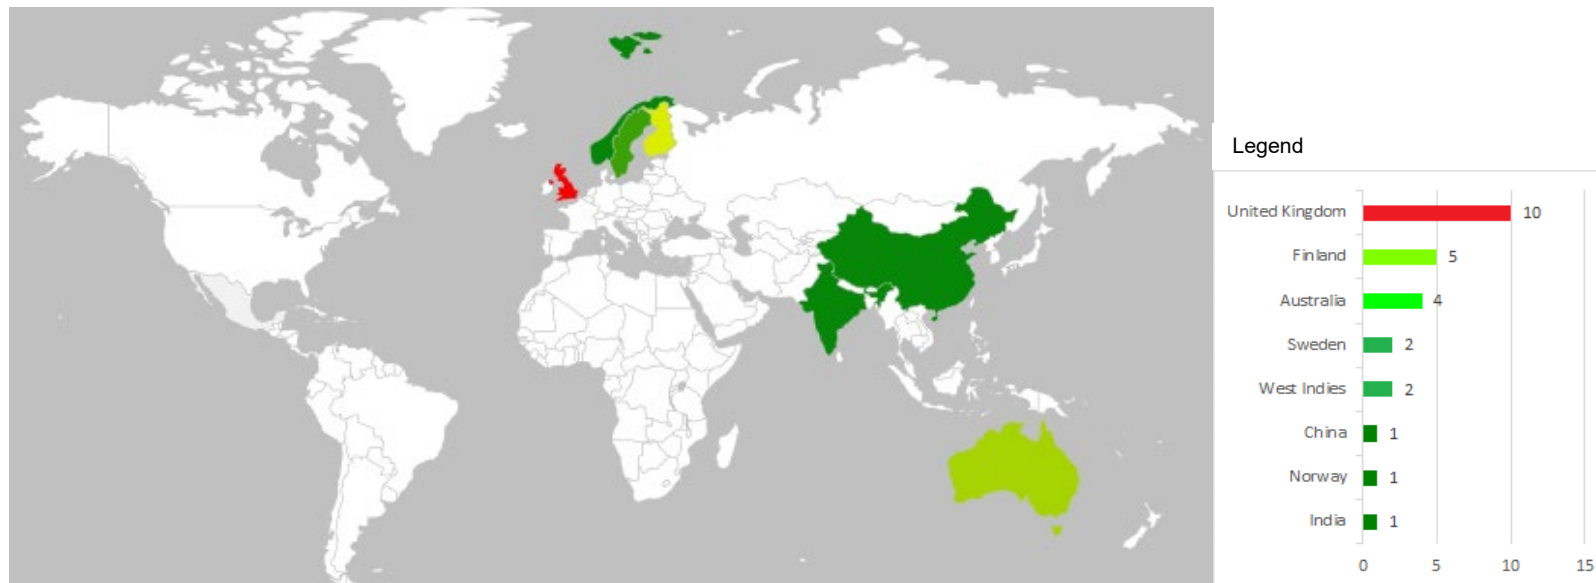 Legend
United Kingdom 10
Finland 5
Australia 4
Sweden 2
West Indies 2
China 1
Norway 1
India 1
0 5 10 15